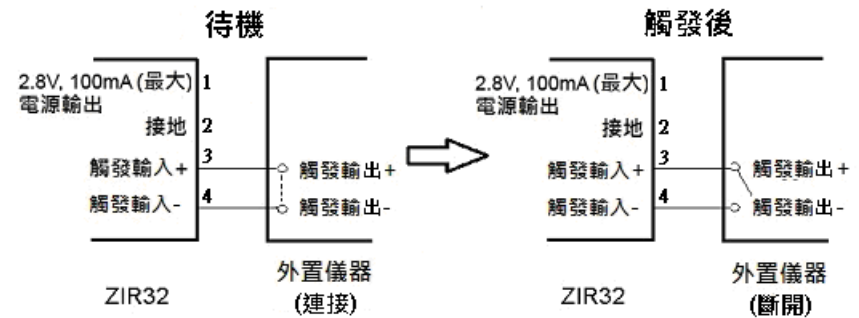 待機
2.8V, 100mA (最大) 1
電源輸出
接地 2
觸發輸入+ 3
觸發輸出+
觸發輸入- 4
觸發輸出-
ZIR32
外置儀器
(連接)
觸發後
2.8V, 100mA (最大) 1
電源輸出
接地 2
觸發輸入+ 3
觸發輸出+
觸發輸入- 4
觸發輸出-
ZIR32
外置儀器
(斷開)